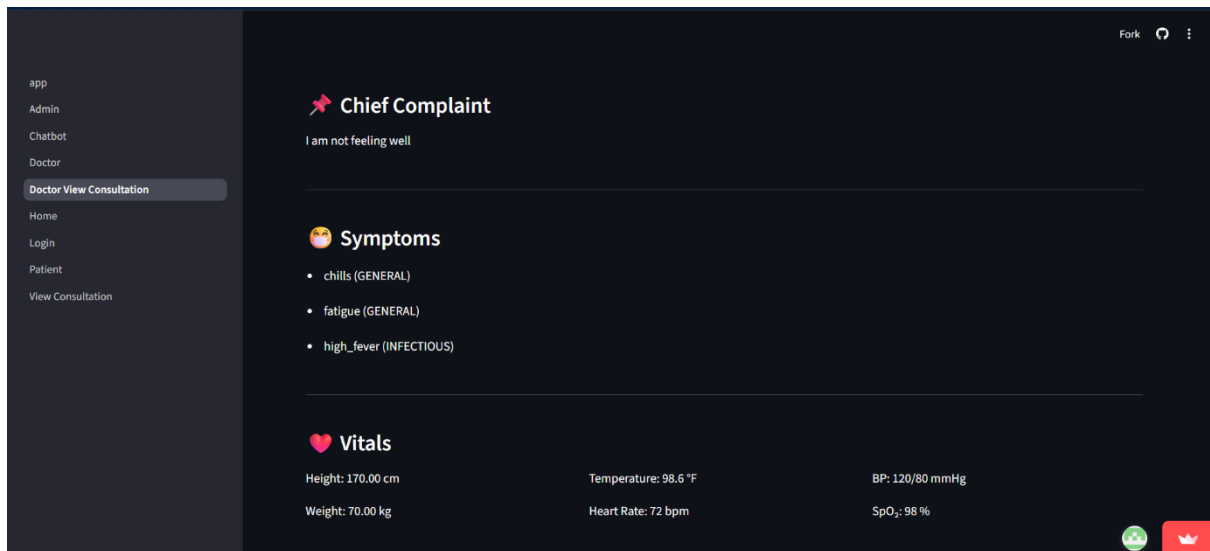 Fork
app
Admin
Chatbot
Doctor
Doctor View Consultation
Home
Login
Patient
View Consultation
Chief Complaint
I am not feeling well
Symptoms
• chills (GENERAL)
• fatigue (GENERAL)
• high_fever (INFECTIOUS)
Vitals
Height: 170.00 cm Temperature: 98.6 °F BP: 120/80 mmHg
Weight: 70.00 kg Heart Rate: 72 bpm SpO₂: 98 %